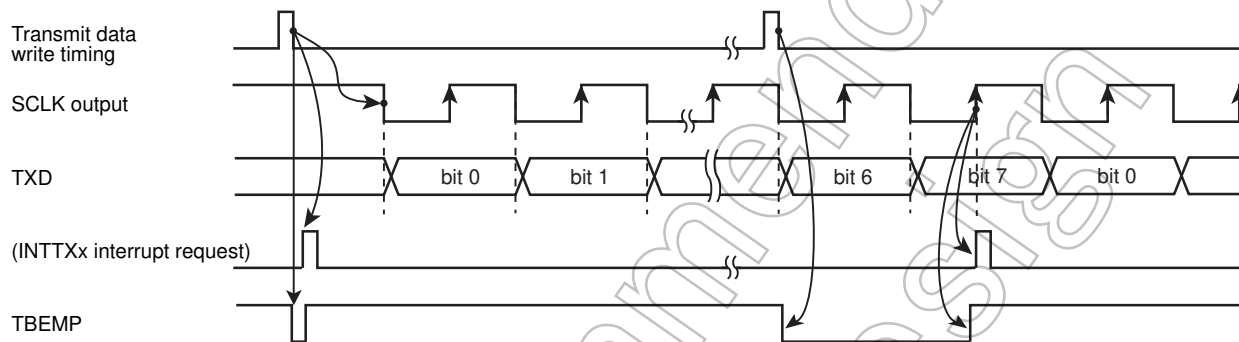 Transmit data
write timing
SCLK output
TXD
bit 0
bit 1
bit 6
bit 7
bit 0
(INTTXx interrupt request)
TBEMP